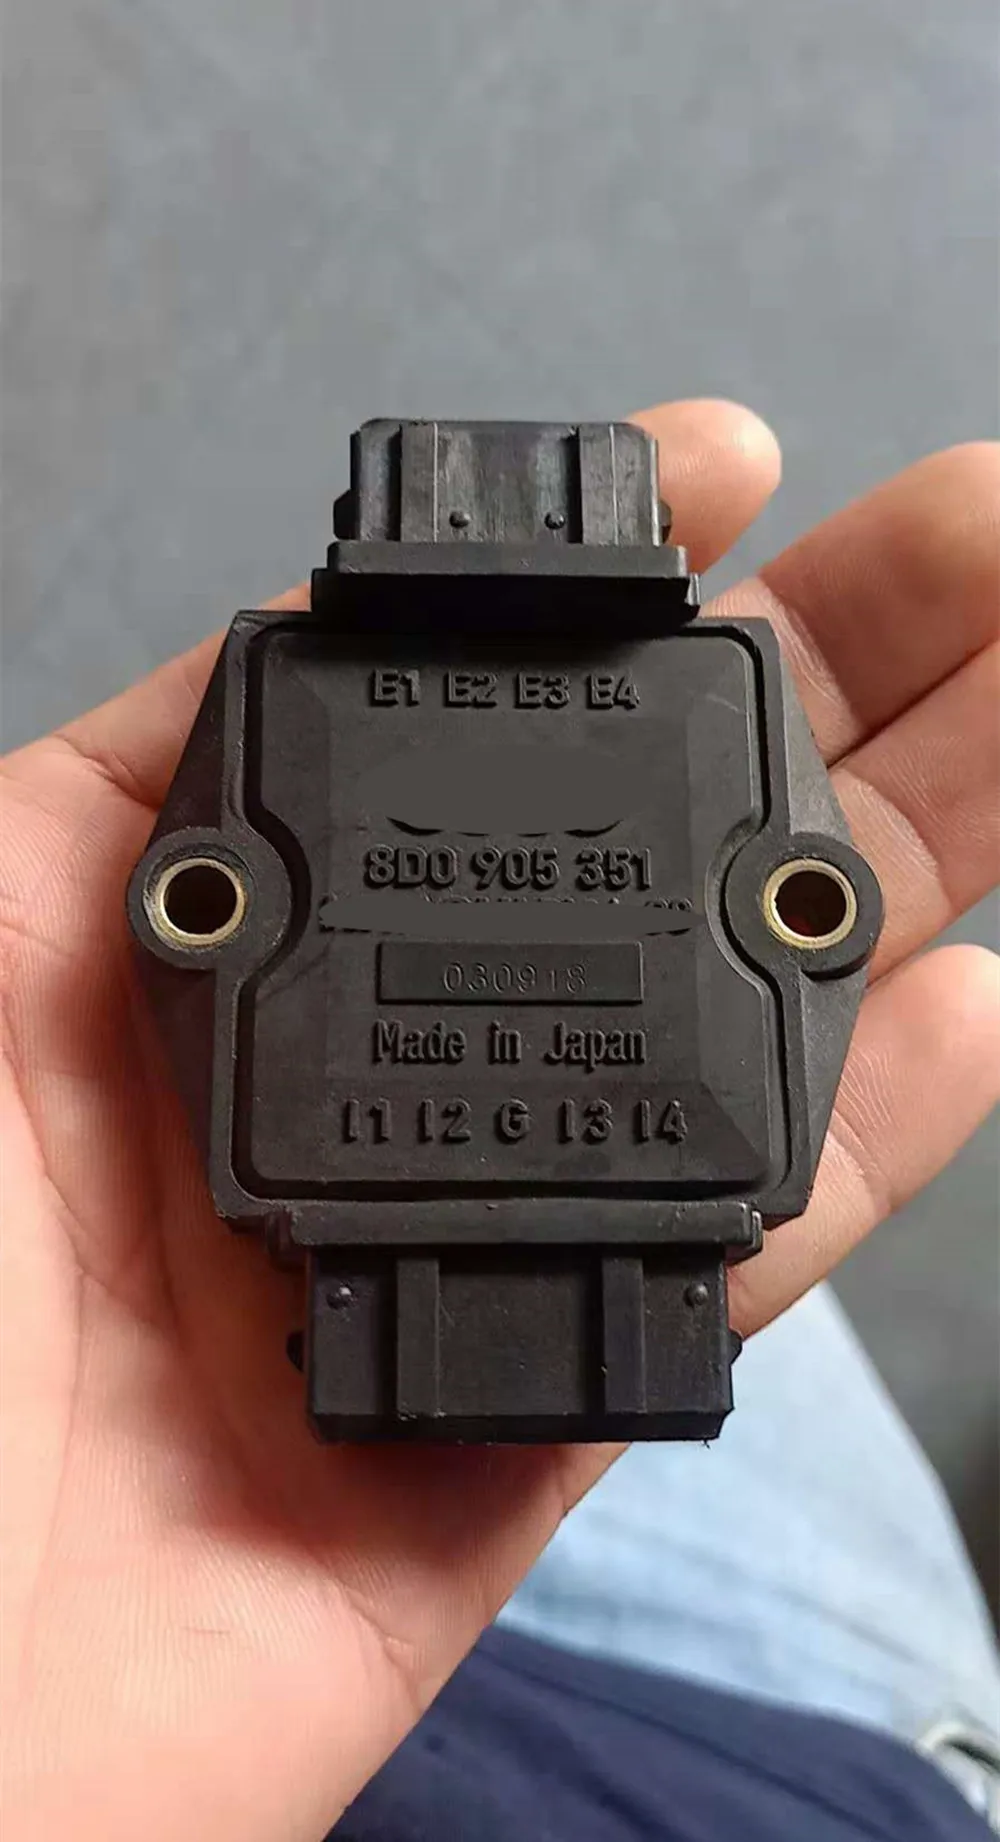 E1 E2 E3 E4
8D0 905 351
030918
Made in Japan
I1 I2 G I3 I4